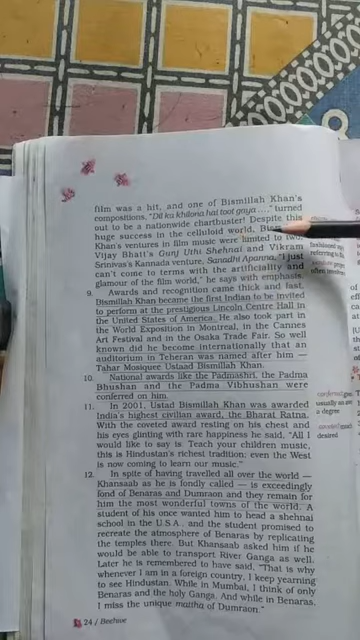 film was a hit, and one of Bismillah Khan's
compositions, "Dil ka khilona hai toot gaya ....," turned
out to be a nationwide chartbuster! Despite this
huge success in the celluloid world,
Khan's ventures in film music were limited to two:
Vijay Bhatt's Gunj Uthi Shehnai and Vikram
Srinivas's Kannada venture, Sanadhi Apanna. "I just
can't come to terms with the artificiality and
glamour of the film world," he says with emphasis.
9. Awards and recognition came thick and fast.
Bismillah Khan became the first Indian to be invited
to perform at the prestigious Lincoln Centre Hall in
the United States of America. He also took part in
the World Exposition in Montreal, in the Cannes
Art Festival and in the Osaka Trade Fair. So well
known did he become internationally that an
auditorium in Teheran was named after him —
Tahar Mosiquee Ustaad Bismillah Khan.
10. National awards like the Padmashri, the Padma
Bhushan and the Padma Vibhushan were
conferred on him.
11. In 2001, Ustad Bismillah Khan was awarded
India's highest civilian award, the Bharat Ratna.
With the coveted award resting on his chest and
his eyes glinting with rare happiness he said, "All I
would like to say is: Teach your children music,
this is Hindustan's richest tradition; even the West
is now coming to learn our music."
12. In spite of having travelled all over the world —
Khansaab as he is fondly called — is exceedingly
fond of Benaras and Dumraon and they remain for
him the most wonderful towns of the world. A
student of his once wanted him to head a shehnai
school in the U.S.A., and the student promised to
recreate the atmosphere of Benaras by replicating
the temples there. But Khansaab asked him if he
would be able to transport River Ganga as well.
Later he is remembered to have said, "That is why
whenever I am in a foreign country, I keep yearning
to see Hindustan. While in Mumbai, I think of only
Benaras and the holy Ganga. And while in Benaras,
I miss the unique mattha of Dumraon."
24 / Beehive
usually as
a degree
desired